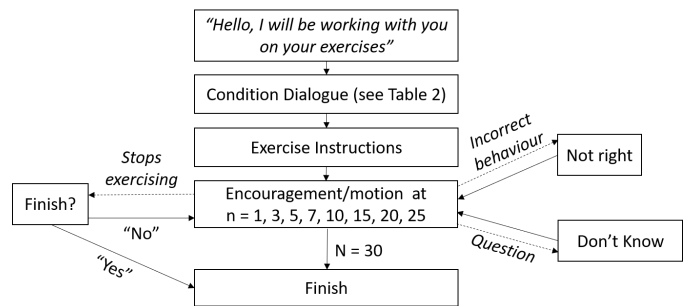 “Hello, I will be working with you
on your exercises”
Condition Dialogue (see Table 2)
Exercise Instructions
Incorrect
behaviour
Not right
Stops
exercising
Encouragement/motion at
n = 1, 3, 5, 7, 10, 15, 20, 25
Finish?
“No”
“Yes”
Question
Don’t Know
N = 30
Finish